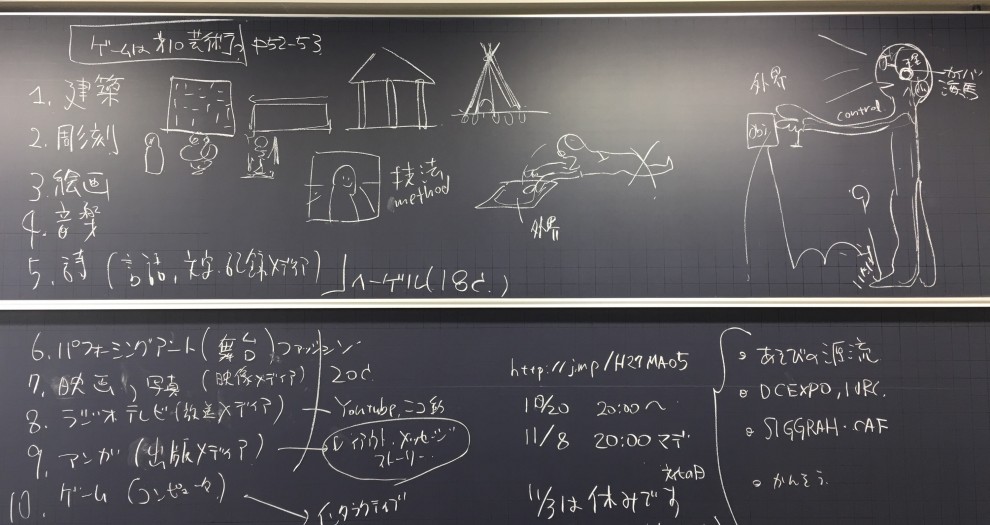 ゲームは第10芸術? P52-53
1. 建築
2. 彫刻
3. 絵画
4. 音楽
5. 詩 (言語, 文字・記録メディア) ヘーゲル(18c.)
技法
method
外界
外界
control
obj
海馬
6. パフォーミングアート (舞台) ファッション
7. 映画, 写真 (映像メディア) 20c.
8. ラジオテレビ (放送メディア) Youtube, ニコ動
9. マンガ (出版メディア) レイアウト・メッセージ
ストーリー
10. ゲーム (コンピュータ) インタラクティブ
http://j.mp/H27MA05
10/20 20:00〜
11/8 20:00マデ
文化の日
11/3は休みです
あそびの源流
DCEXPO, IVRC.
SIGGRAH・CAF
かんそう